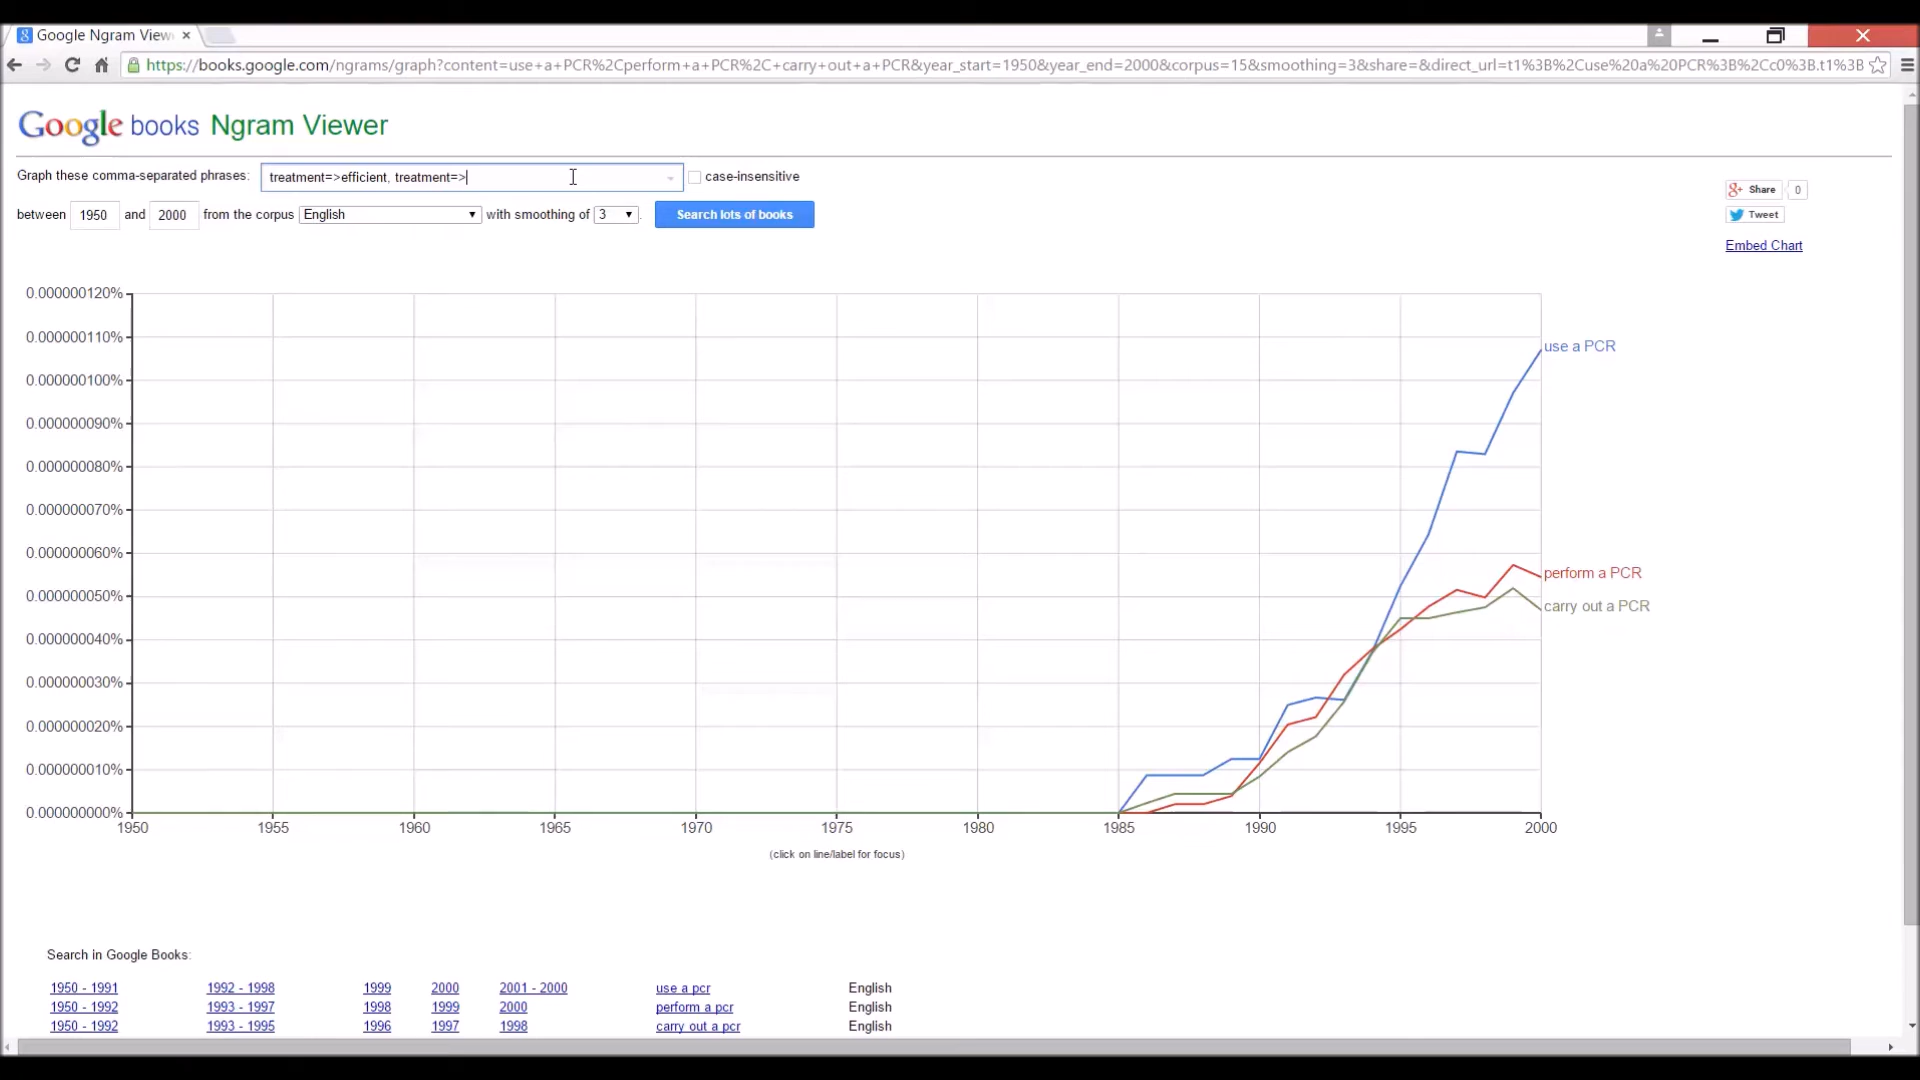 Google Ngram View
https://books.google.com/ngrams/graph?content=use+a+PCR%2Cperform+a+PCR%2C+carry+out+a+PCR&year_start=1950&year_end=2000&corpus=15&smoothing=3&share=&direct_url=t1%3B%2Cuse%20a%20PCR%3B%2Cc0%3B.t1%3B
Google books Ngram Viewer
Graph these comma-separated phrases: treatment=>efficient, treatment=> case-insensitive
Share 0
between 1950 and 2000 from the corpus English with smoothing of 3 . Search lots of books
Tweet
Embed Chart
0.000000120%
0.000000110%
use a PCR
0.000000100%
0.000000090%
0.000000080%
0.000000070%
0.000000060%
perform a PCR
0.000000050%
carry out a PCR
0.000000040%
0.000000030%
0.000000020%
0.000000010%
0.000000000%
1950 1955 1960 1965 1970 1975 1980 1985 1990 1995 2000
(click on line/label for focus)
Search in Google Books:
1950 - 1991 1992 - 1998 1999 2000 2001 - 2000 use a pcr English
1950 - 1992 1993 - 1997 1998 1999 2000 perform a pcr English
1950 - 1992 1993 - 1995 1996 1997 1998 carry out a pcr English